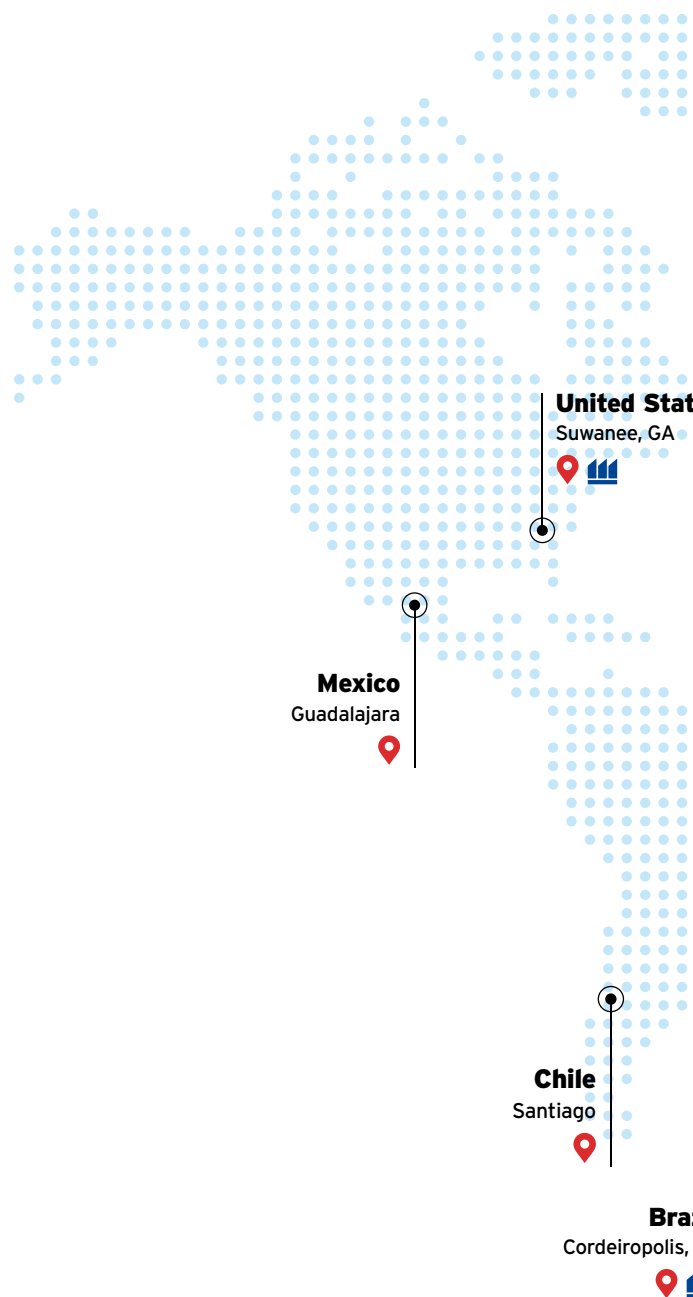 United Stat
Suwanee, GA
Mexico
Guadalajara
Chile
Santiago
Bra
Cordeiropolis,